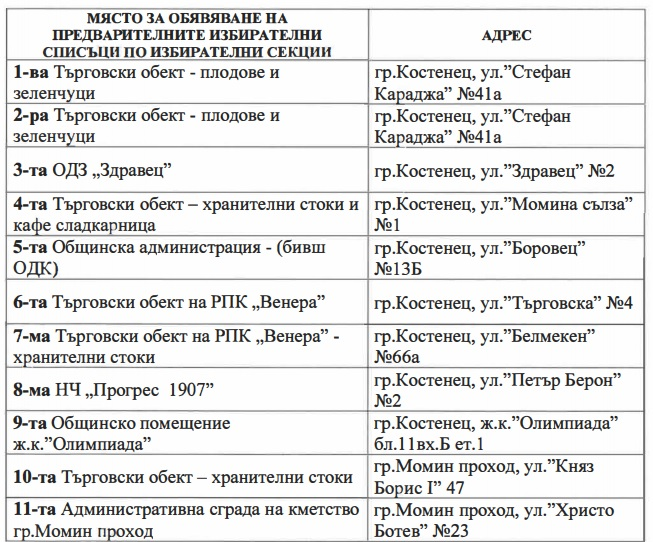 МЯСТО ЗА ОБЯВЯВАНЕ НА
ПРЕДВАРИТЕЛНИТЕ ИЗБИРАТЕЛНИ
СПИСЪЦИ ПО ИЗБИРАТЕЛНИ СЕКЦИИ
АДРЕС
1-ва Търговски обект - плодове и
зеленчуци
гр.Костенец, ул.”Стефан
Караджа” №41а
2-ра Търговски обект - плодове и
зеленчуци
гр.Костенец, ул.”Стефан
Караджа” №41а
3-та ОДЗ „Здравец”
гр.Костенец, ул.”Здравец” №2
4-та Търговски обект – хранителни стоки и
кафе сладкарница
гр.Костенец, ул.”Момина сълза”
№1
5-та Общинска администрация - (бивш
ОДК)
гр.Костенец, ул.”Боровец”
№13Б
6-та Търговски обект на РПК „Венера”
гр.Костенец, ул.”Търговска” №4
7-ма Търговски обект на РПК „Венера” -
хранителни стоки
гр.Костенец, ул.”Белмекен”
№66а
8-ма НЧ „Прогрес 1907”
гр.Костенец, ул.”Петър Берон”
№2
9-та Общинско помещение
ж.к.”Олимпиада”
гр.Костенец, ж.к.”Олимпиада”
бл.11вх.Б ет.1
10-та Търговски обект – хранителни стоки
гр.Момин проход, ул.”Княз
Борис I” 47
11-та Административна сграда на кметство
гр.Момин проход
гр.Момин проход, ул.”Христо
Ботев” №23